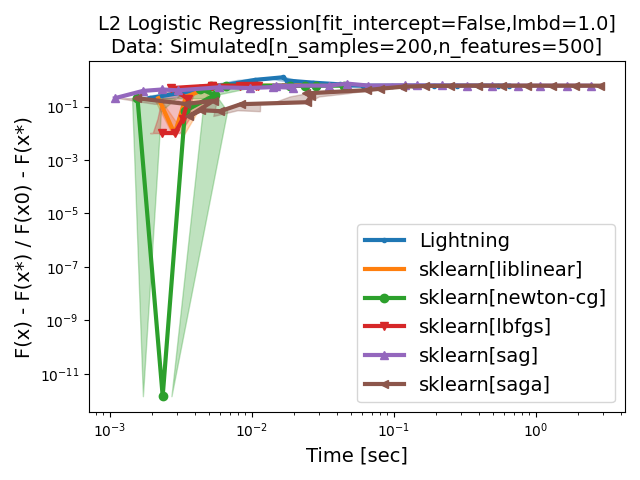 L2 Logistic Regression[fit_intercept=False,lmbd=1.0]
Data: Simulated[n_samples=200,n_features=500]
F(x) - F(x*) / F(x0) - F(x*)
10⁻¹
10⁻³
10⁻⁵
10⁻⁷
10⁻⁹
10⁻¹¹
Lightning
sklearn[liblinear]
sklearn[newton-cg]
sklearn[lbfgs]
sklearn[sag]
sklearn[saga]
10⁻³ 10⁻² 10⁻¹ 10⁰
Time [sec]